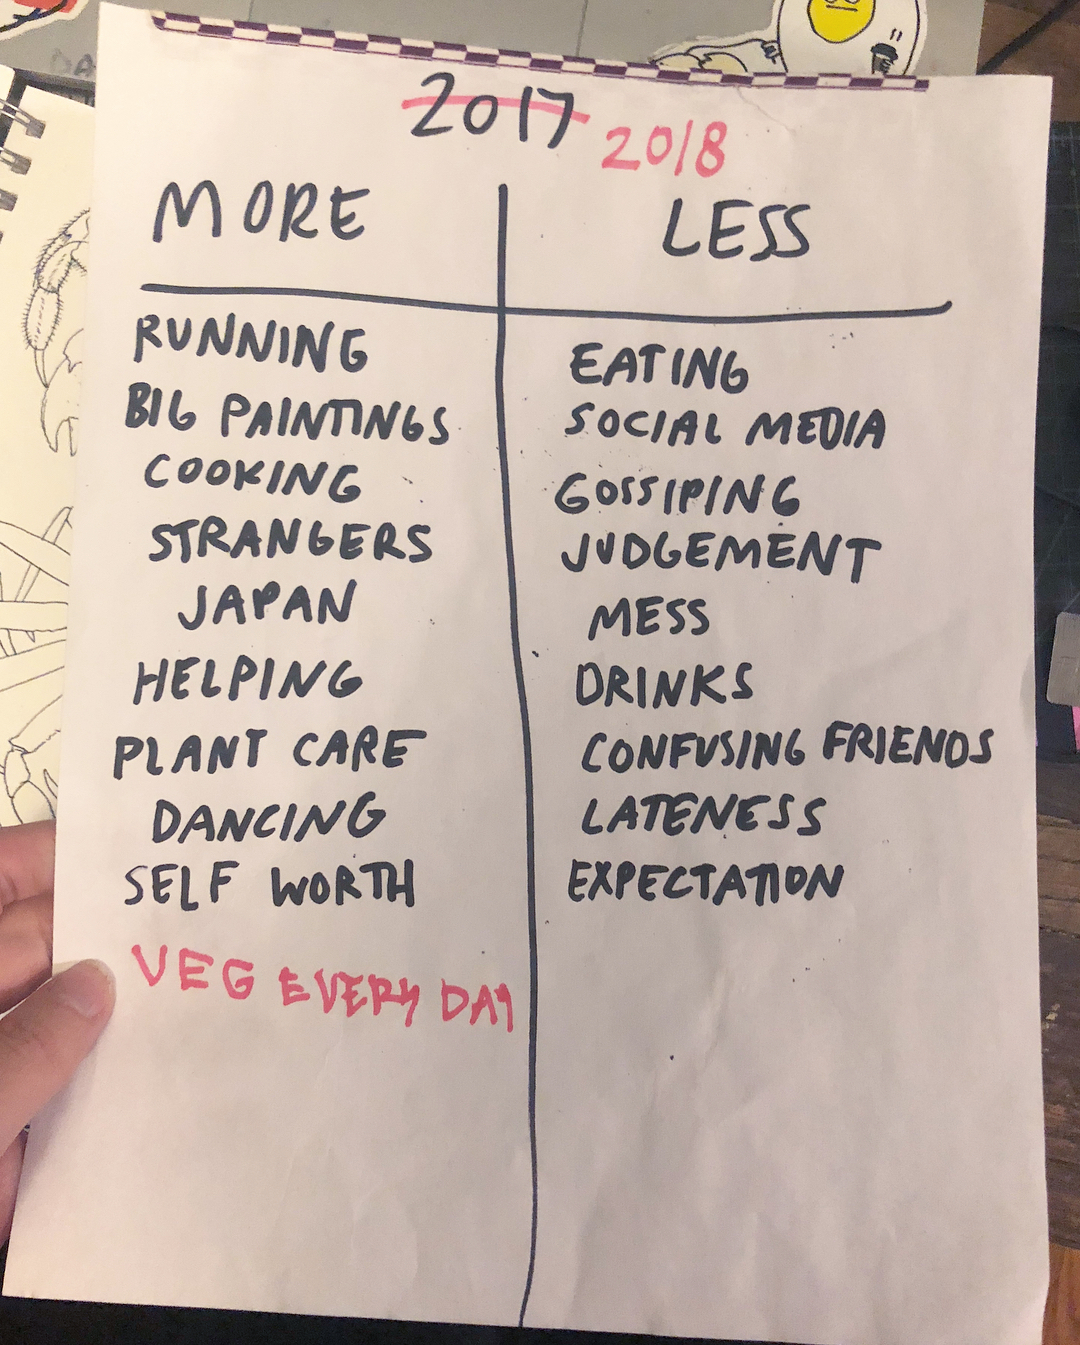 2017 2018
MORE
LESS
RUNNING
BIG PAINTINGS
COOKING
STRANGERS
JAPAN
HELPING
PLANT CARE
DANCING
SELF WORTH
VEG EVERY DAY
EATING
SOCIAL MEDIA
GOSSIPING
JUDGEMENT
MESS
DRINKS
CONFUSING FRIENDS
LATENESS
EXPECTATION